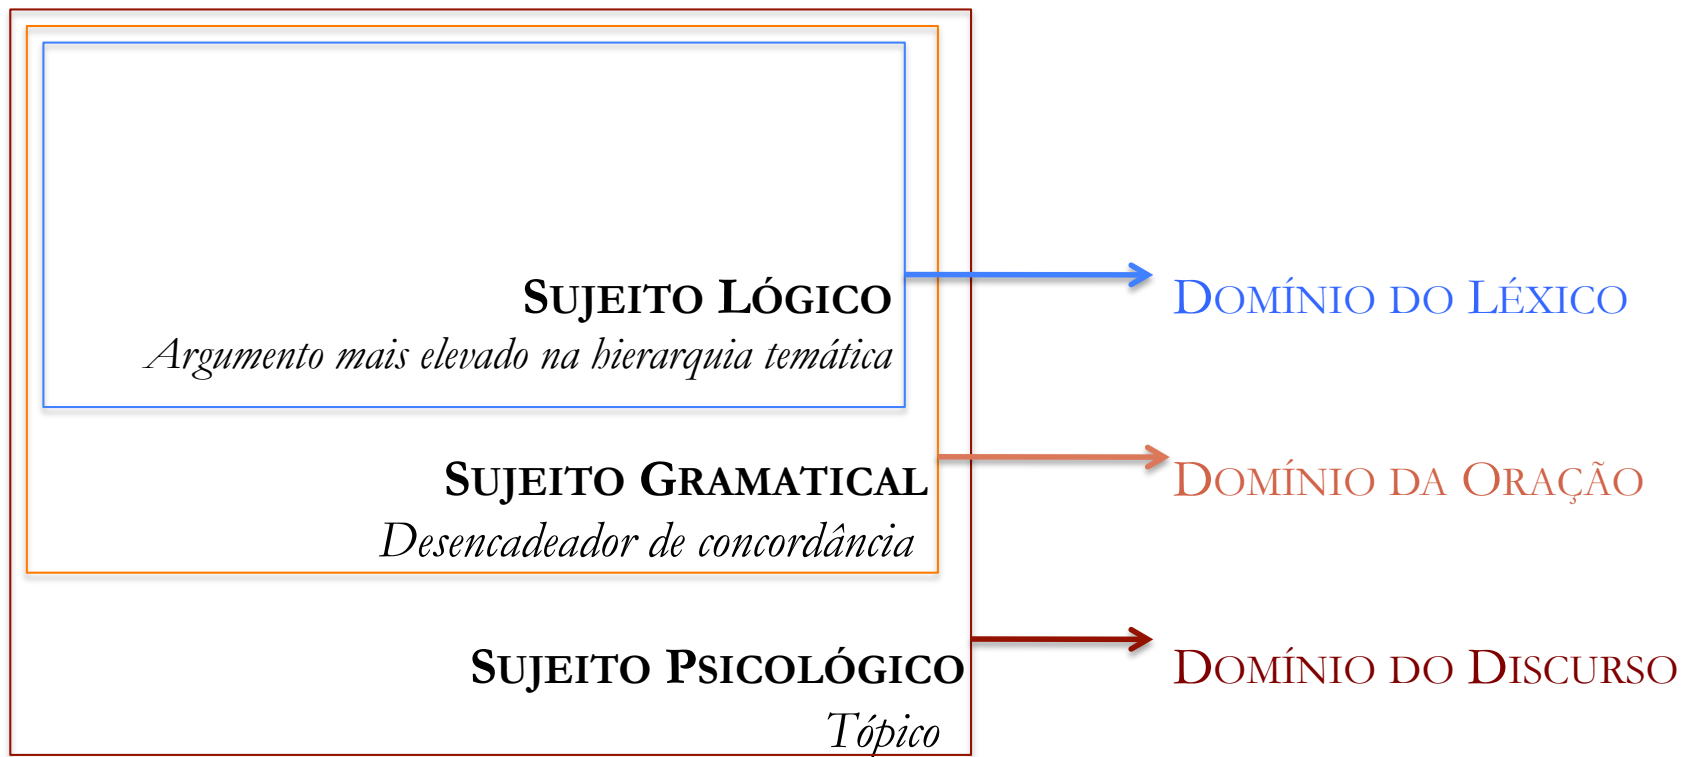 Sujeito Lógico
Domínio do Léxico
Argumento mais elevado na hierarquia temática
Sujeito Gramatical
Domínio da Oração
Desencadeador de concordância
Sujeito Psicológico
Domínio do Discurso
Tópico